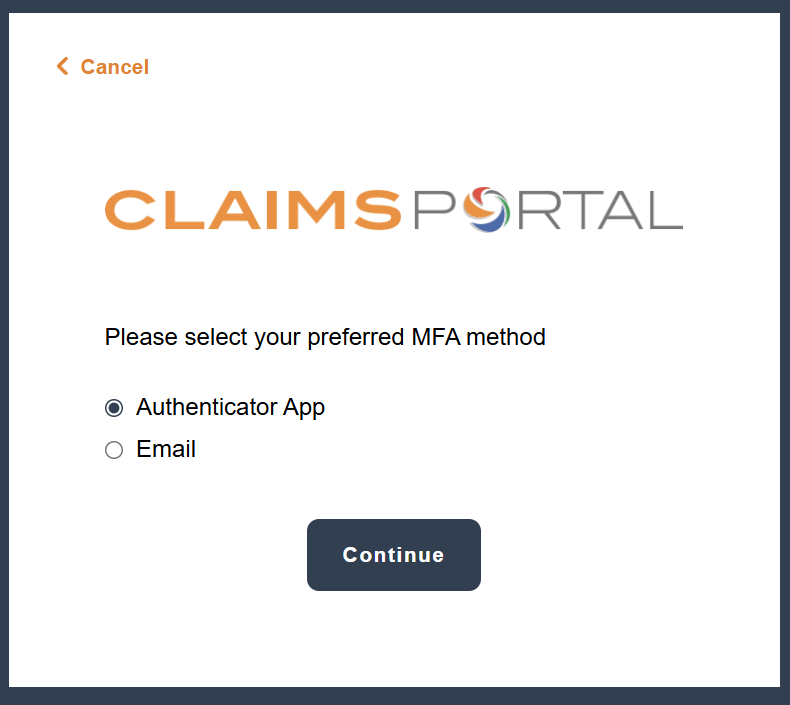 Cancel
CLAIMSPORTAL
Please select your preferred MFA method
Authenticator App
Email
Continue